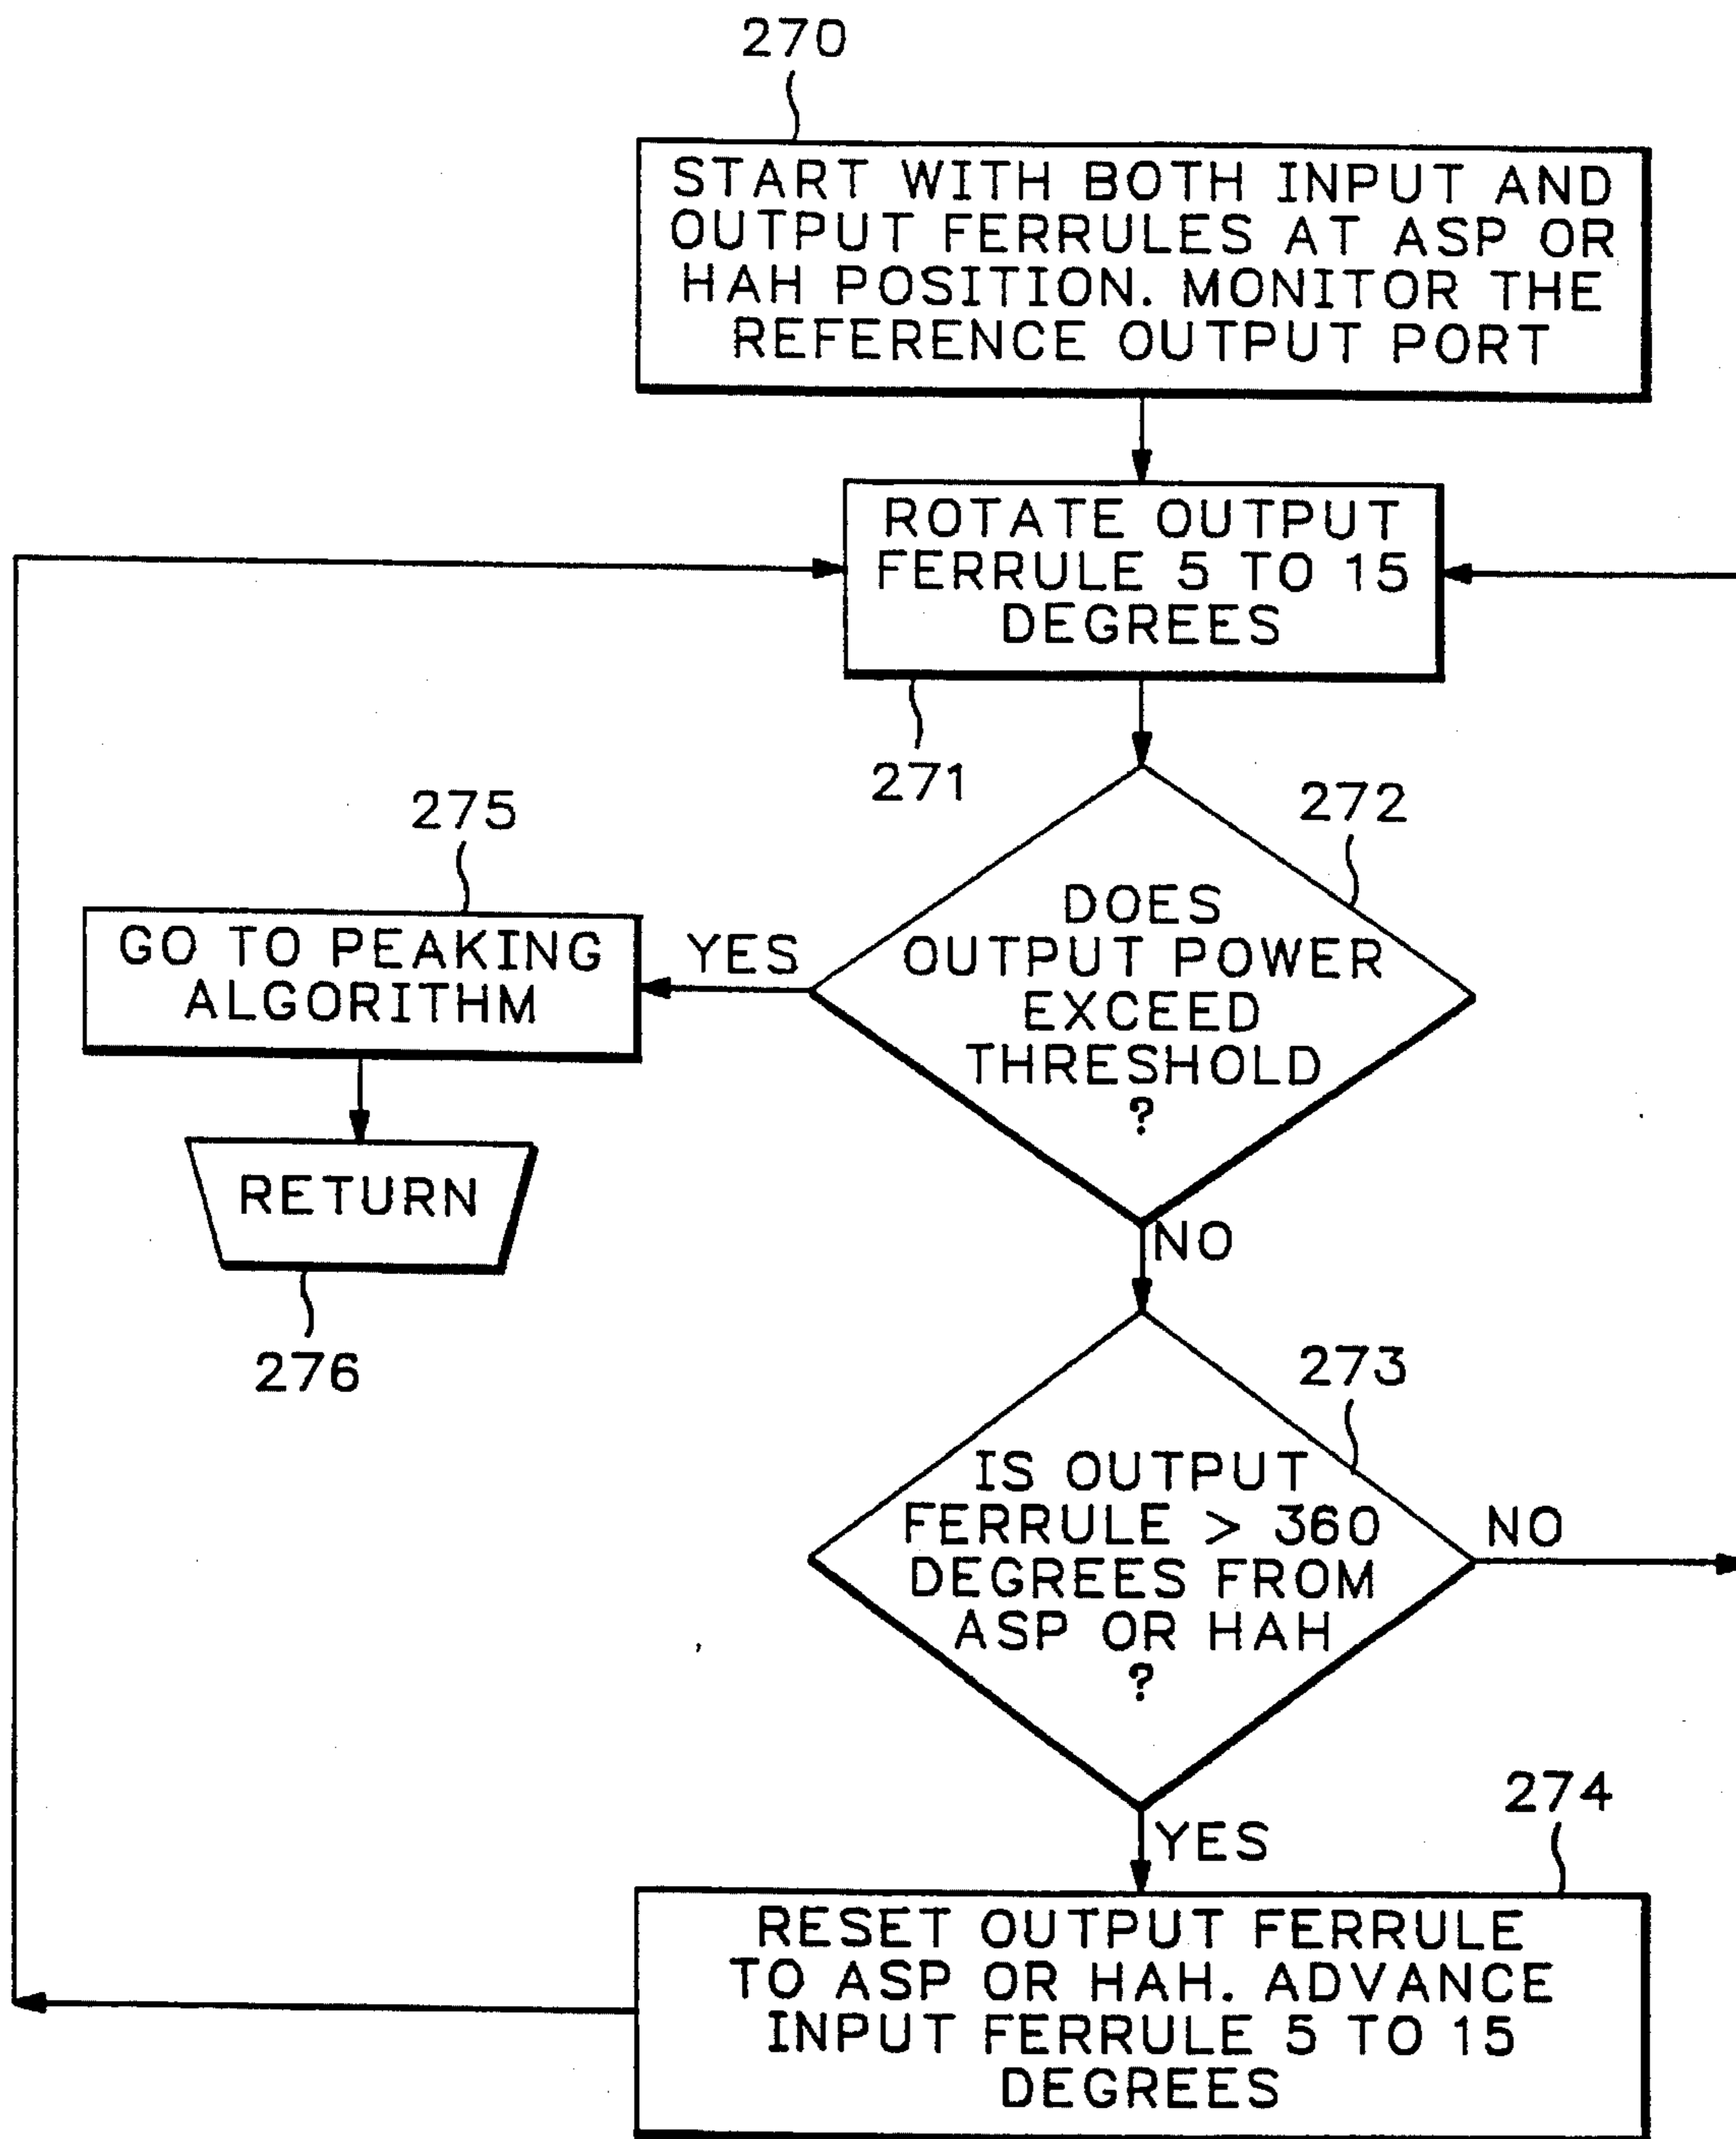 270
START WITH BOTH INPUT AND
OUTPUT FERRULES AT ASP OR
HAH POSITION. MONITOR THE
REFERENCE OUTPUT PORT
ROTATE OUTPUT
FERRULE 5 TO 15
DEGREES
271
272
DOES
OUTPUT POWER
EXCEED
THRESHOLD
?
YES
275
GO TO PEAKING
ALGORITHM
RETURN
276
NO
273
IS OUTPUT
FERRULE > 360
DEGREES FROM
ASP OR HAH
?
NO
YES
274
RESET OUTPUT FERRULE
TO ASP OR HAH. ADVANCE
INPUT FERRULE 5 TO 15
DEGREES